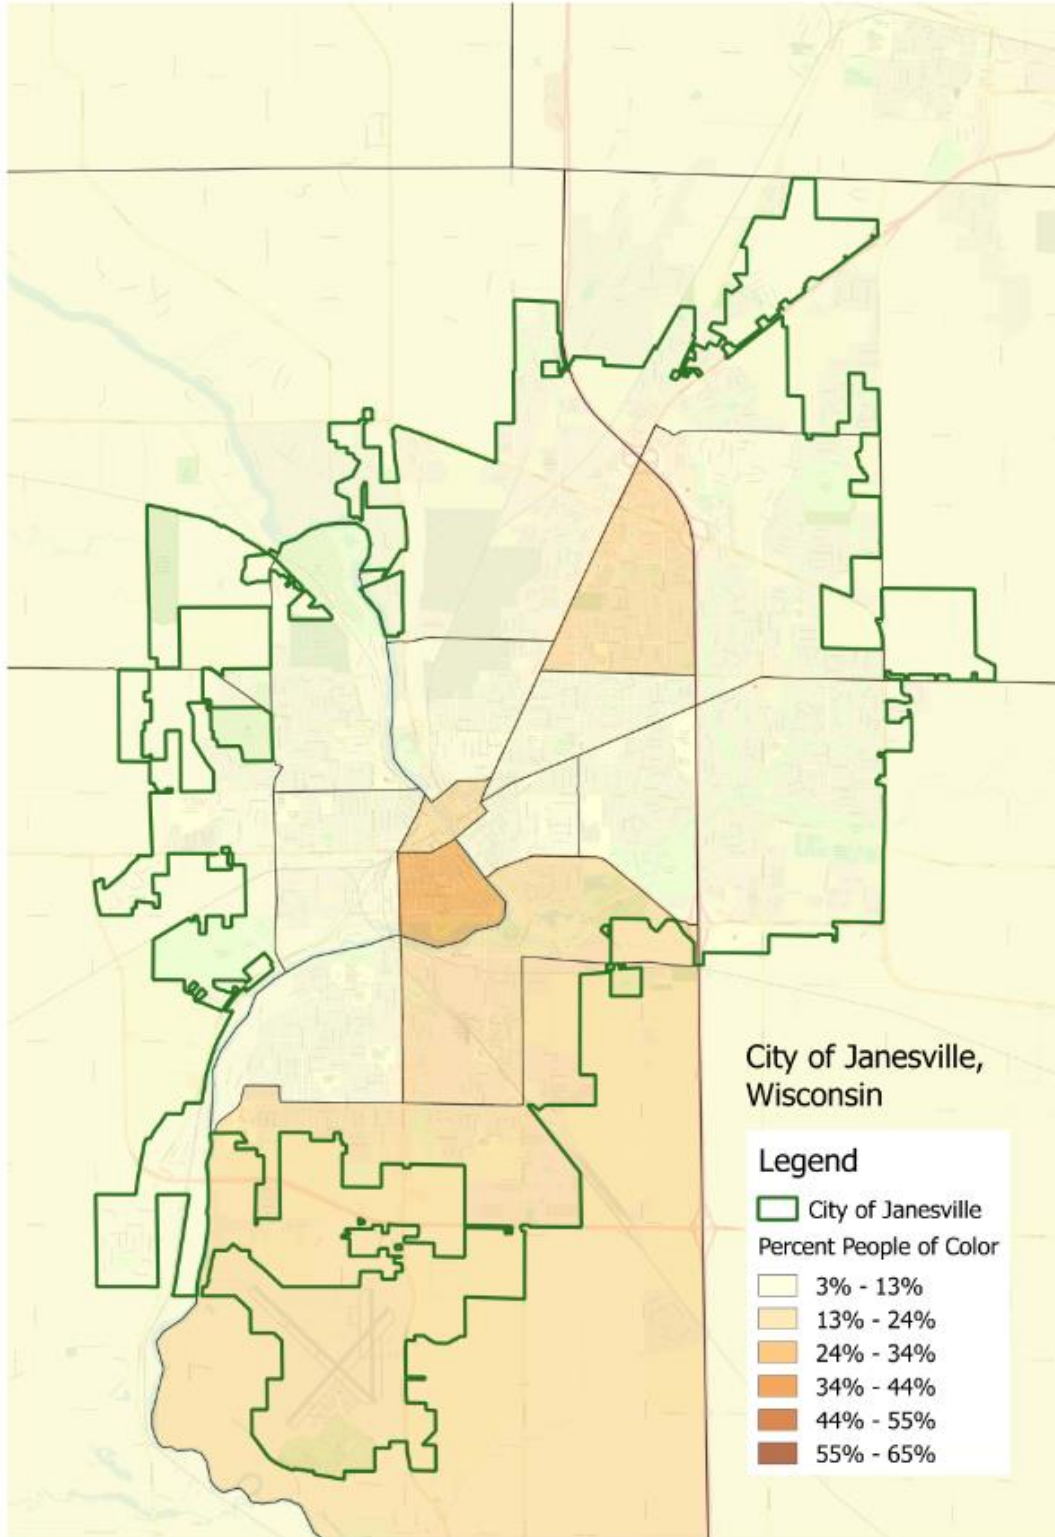 City of Janesville,
Wisconsin
Legend
City of Janesville
Percent People of Color
3% - 13%
13% - 24%
24% - 34%
34% - 44%
44% - 55%
55% - 65%